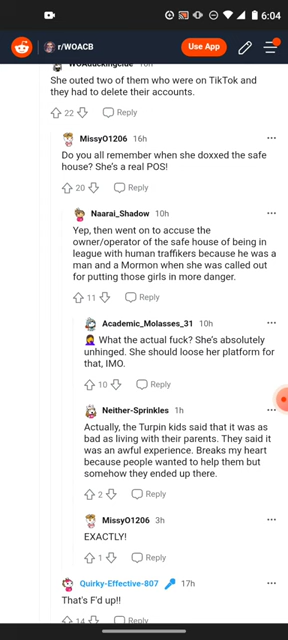 6:04
r/WOACB
Use App
WOAduckingclue 16h
She outed two of them who were on TikTok and
they had to delete their accounts.
22 Reply
MissyO1206 16h
Do you all remember when she doxxed the safe
house? She's a real POS!
20 Reply
Naarai_Shadow 10h
Yep, then went on to accuse the
owner/operator of the safe house of being in
league with human traffikers because he was a
man and a Mormon when she was called out
for putting those girls in more danger.
11 Reply
Academic_Molasses_31 10h
🤦‍♀️ What the actual fuck? She's absolutely
unhinged. She should loose her platform for
that, IMO.
10 Reply
Neither-Sprinkles 1h
Actually, the Turpin kids said that it was as
bad as living with their parents. They said it
was an awful experience. Breaks my heart
because people wanted to help them but
somehow they ended up there.
2 Reply
MissyO1206 3h
EXACTLY!
1 Reply
Quirky-Effective-807 17h
That's F'd up!!
14 Reply